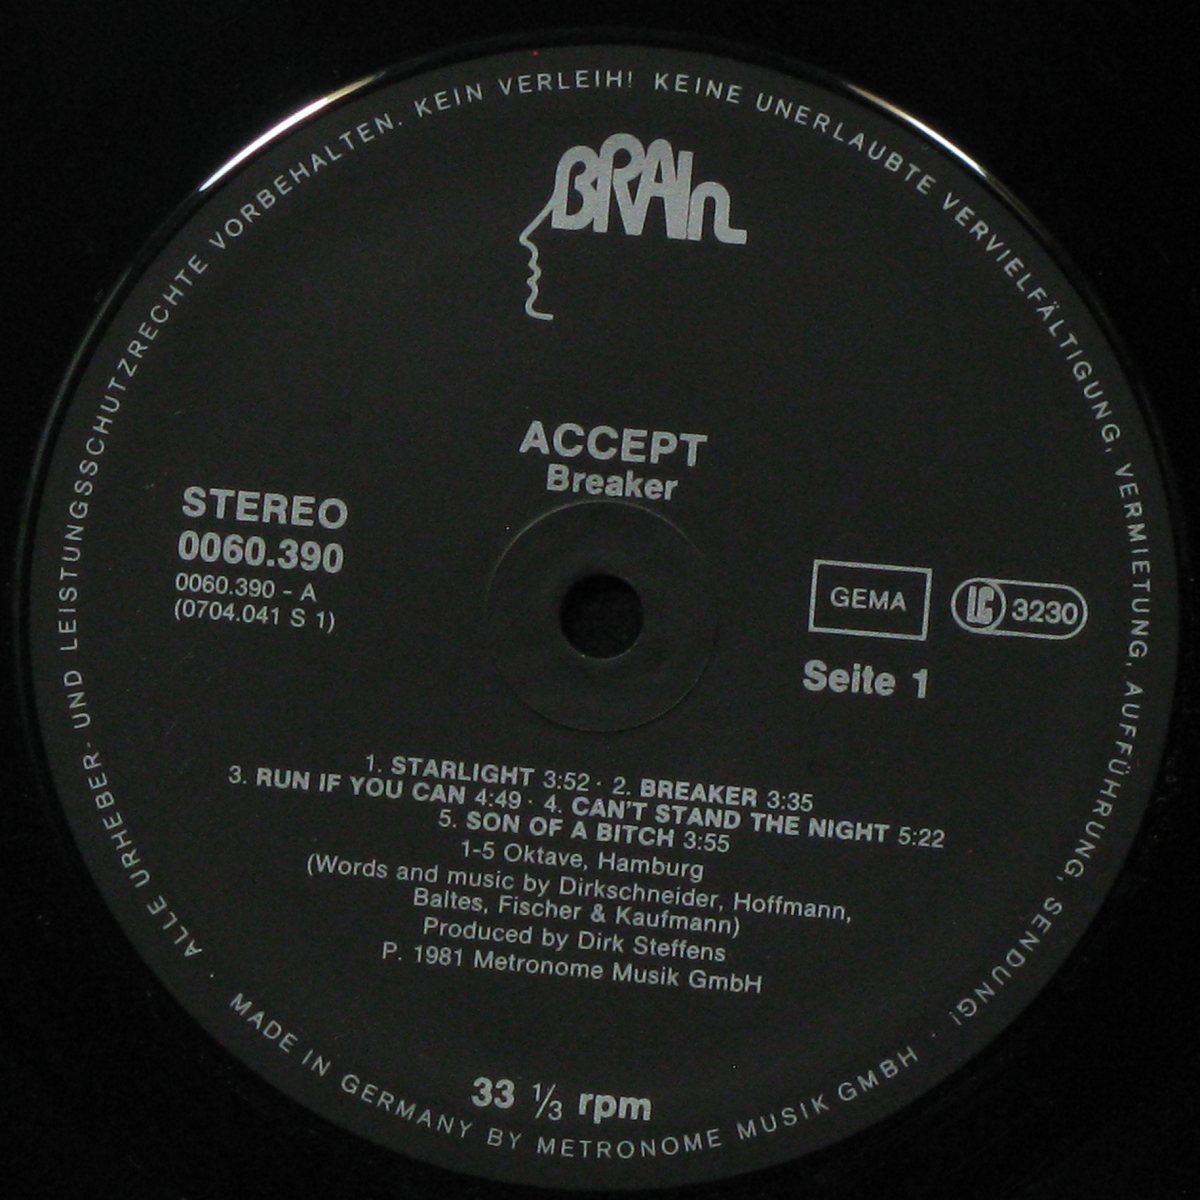 ALLE URHEBER- UND LEISTUNGSSCHUTZRECHTE VORBEHALTEN. KEIN VERLEIH! KEINE UNERLAUBTE VERVIELFÄLTIGUNG, VERMIETUNG, AUFFÜHRUNG, SENDUNG!
BRAIN
ACCEPT
Breaker
STEREO
0060.390
0060.390 - A
(0704.041 S 1)
GEMA
LC 3230
Seite 1
1. STARLIGHT 3:52 · 2. BREAKER 3:35
3. RUN IF YOU CAN 4:49 · 4. CAN'T STAND THE NIGHT 5:22
5. SON OF A BITCH 3:55
1-5 Oktave, Hamburg
(Words and music by Dirkschneider, Hoffmann,
Baltes, Fischer & Kaufmann)
Produced by Dirk Steffens
P. 1981 Metronome Musik GmbH
33 1/3 rpm
· MADE IN GERMANY BY METRONOME MUSIK GMBH ·